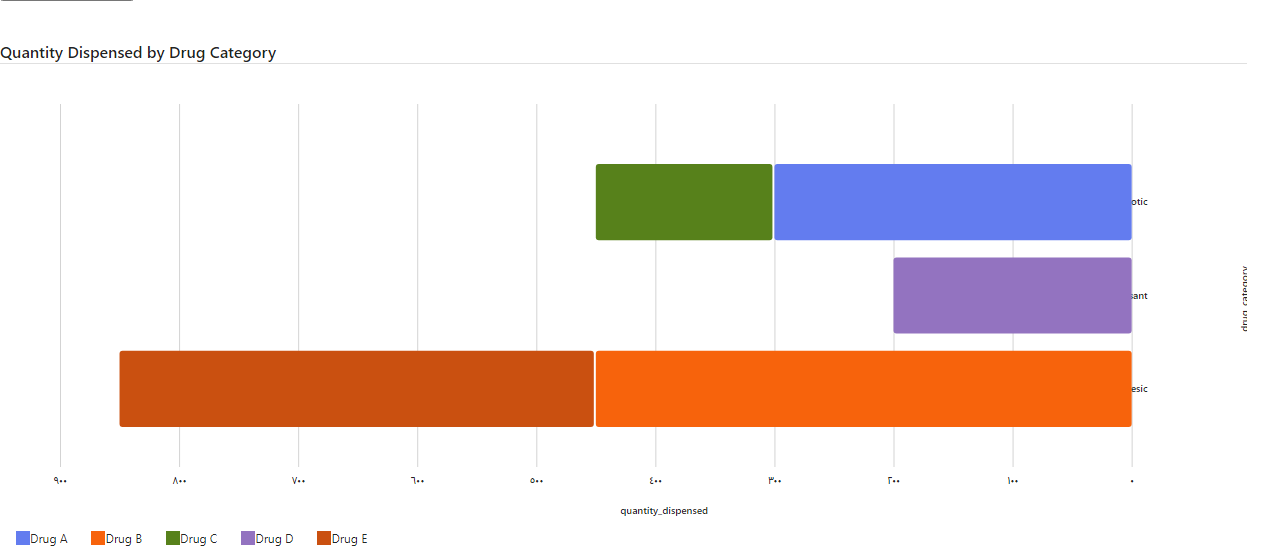 Quantity Dispensed by Drug Category
otic
sant
esic
drug_category
٩٠٠ ٨٠٠ ٧٠٠ ٦٠٠ ٥٠٠ ٤٠٠ ٣٠٠ ٢٠٠ ١٠٠ ٠
quantity_dispensed
Drug A Drug B Drug C Drug D Drug E